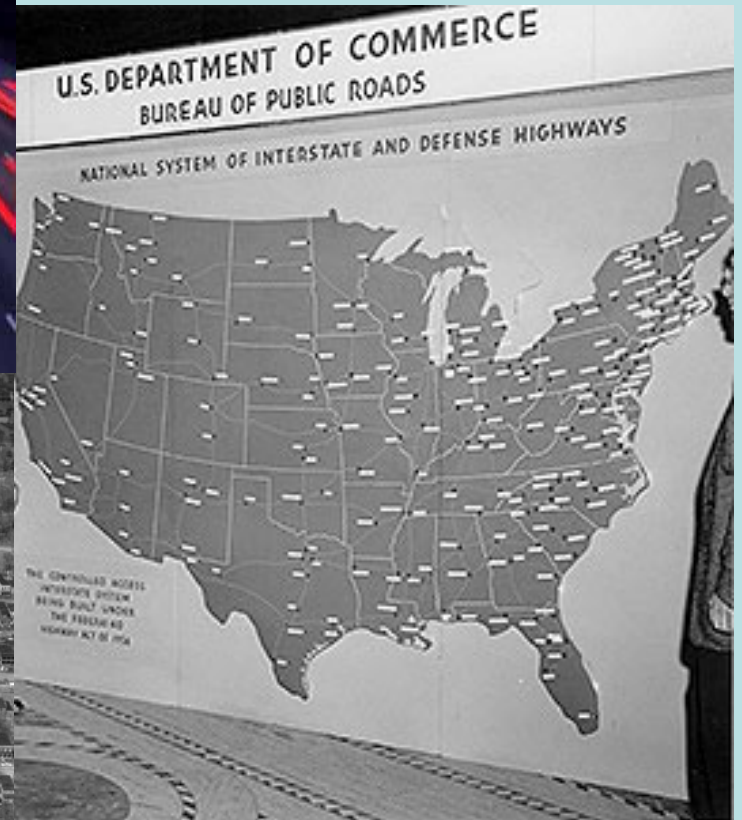 U.S. DEPARTMENT OF COMMERCE
BUREAU OF PUBLIC ROADS
NATIONAL SYSTEM OF INTERSTATE AND DEFENSE HIGHWAYS
THE CONTROLLED ACCESS
INTERSTATE SYSTEM
BEING BUILT UNDER
THE FEDERAL-AID
HIGHWAY ACT OF 1956